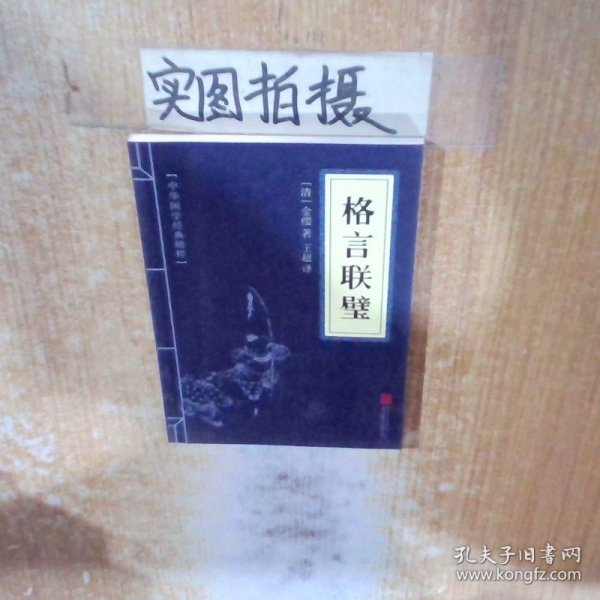 实图拍摄
格言联璧
[清]金缨 著 王超 译
【中华国学经典精粹】
孔夫子旧书网
www.kongfz.com